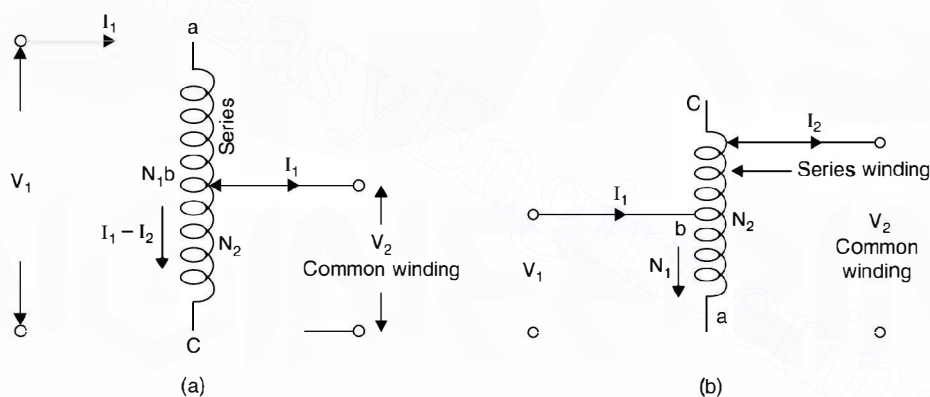 I₁
a
Series
V₁
N₁b
I₁
I₁ – I₂
N₂
V₂
Common winding
C
(a)
C
I₂
Series winding
I₁
b
N₂
V₁
N₁
V₂
Common
winding
a
(b)